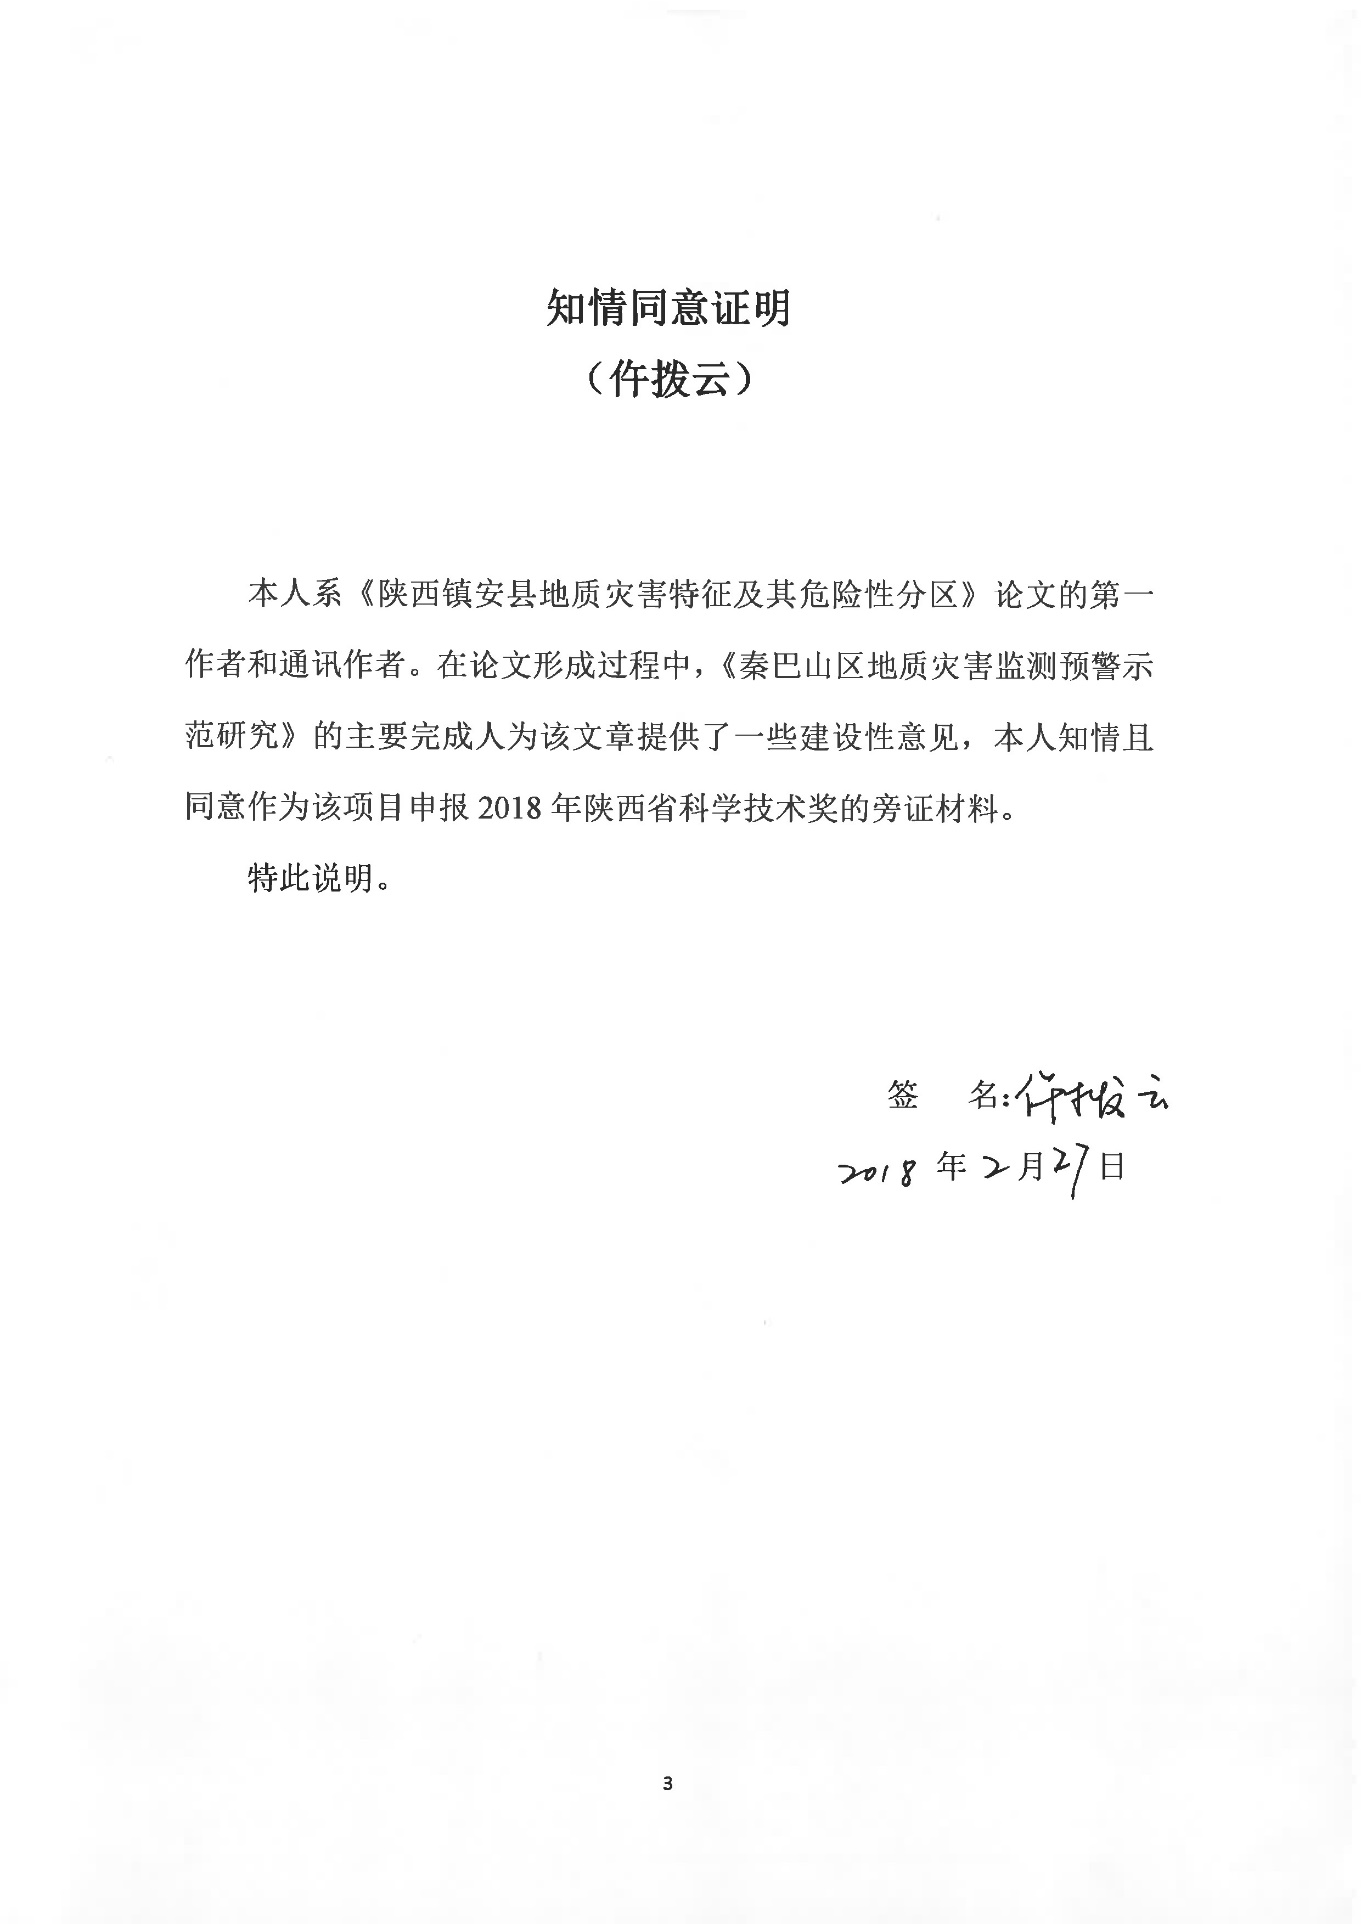 知情同意证明
（仵拨云）
本人系《陕西镇安县地质灾害特征及其危险性分区》论文的第一
作者和通讯作者。在论文形成过程中，《秦巴山区地质灾害监测预警示
范研究》的主要完成人为该文章提供了一些建设性意见，本人知情且
同意作为该项目申报 2018 年陕西省科学技术奖的旁证材料。
特此说明。
签　名：仵拨云
2018 年 2 月 27 日
3